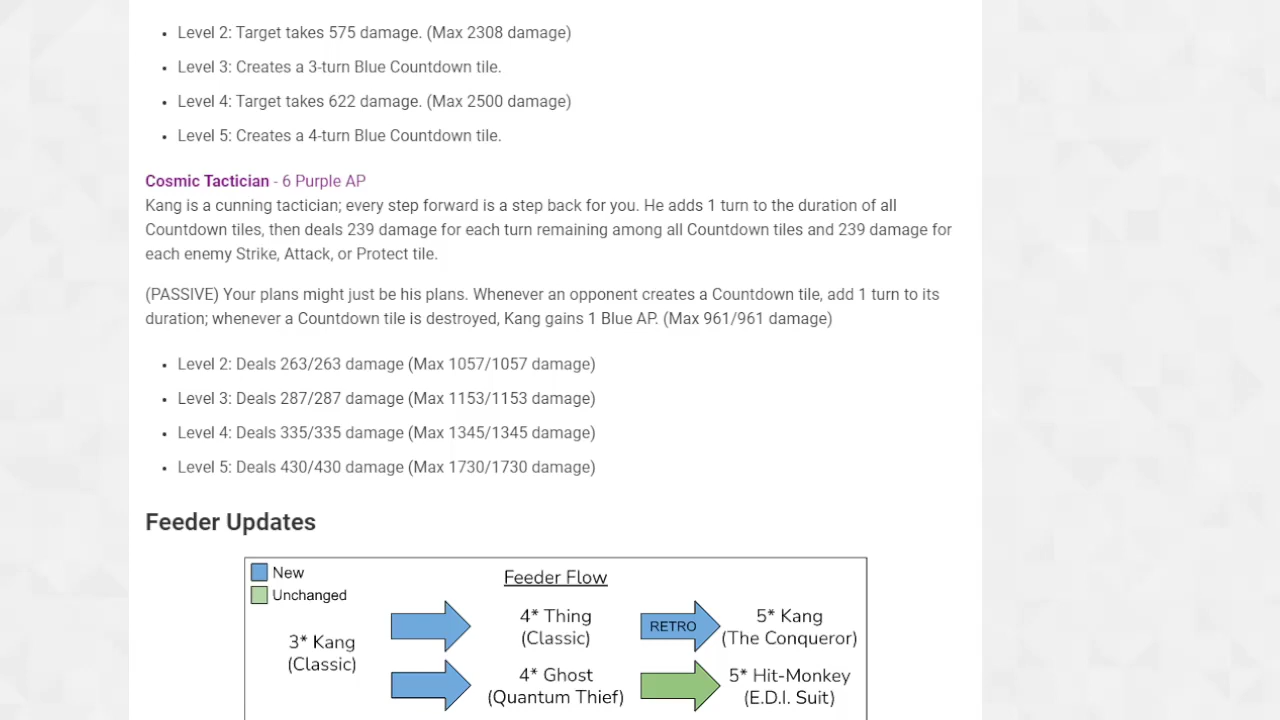 Level 2: Target takes 575 damage. (Max 2308 damage)
Level 3: Creates a 3-turn Blue Countdown tile.
Level 4: Target takes 622 damage. (Max 2500 damage)
Level 5: Creates a 4-turn Blue Countdown tile.
Cosmic Tactician - 6 Purple AP
Kang is a cunning tactician; every step forward is a step back for you. He adds 1 turn to the duration of all
Countdown tiles, then deals 239 damage for each turn remaining among all Countdown tiles and 239 damage for
each enemy Strike, Attack, or Protect tile.
(PASSIVE) Your plans might just be his plans. Whenever an opponent creates a Countdown tile, add 1 turn to its
duration; whenever a Countdown tile is destroyed, Kang gains 1 Blue AP. (Max 961/961 damage)
Level 2: Deals 263/263 damage (Max 1057/1057 damage)
Level 3: Deals 287/287 damage (Max 1153/1153 damage)
Level 4: Deals 335/335 damage (Max 1345/1345 damage)
Level 5: Deals 430/430 damage (Max 1730/1730 damage)
Feeder Updates
New
Unchanged
Feeder Flow
3* Kang
(Classic)
4* Thing
(Classic)
RETRO
5* Kang
(The Conqueror)
4* Ghost
(Quantum Thief)
5* Hit-Monkey
(E.D.I. Suit)